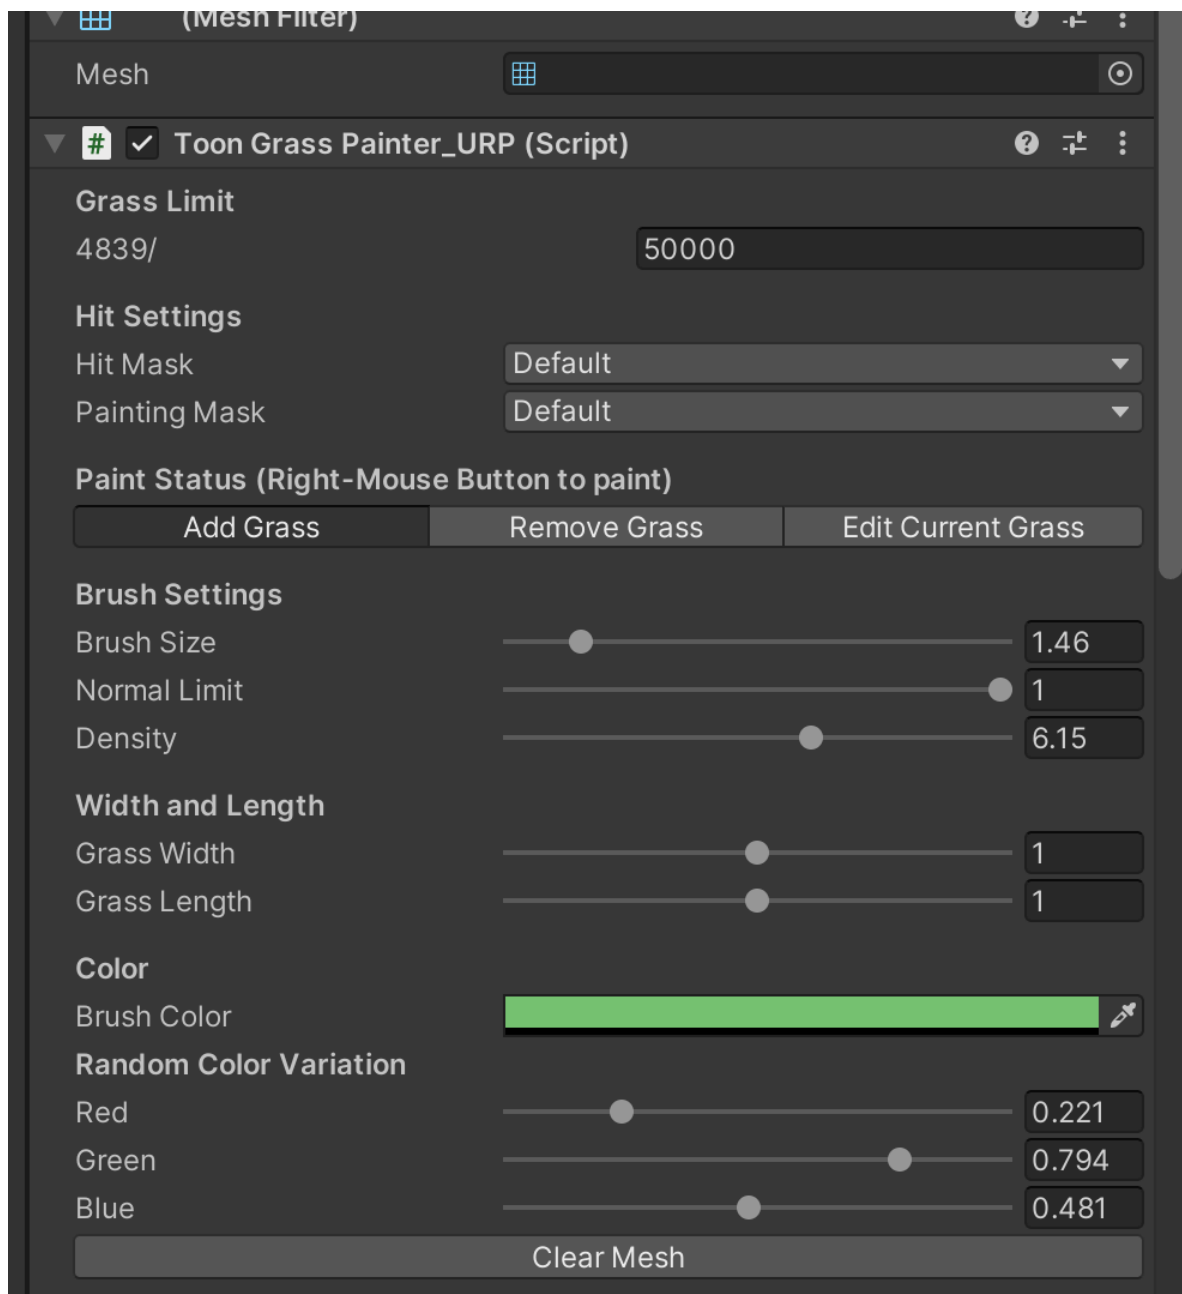 (Mesh Filter)
Mesh
# Toon Grass Painter_URP (Script)
Grass Limit
4839/ 50000
Hit Settings
Hit Mask Default
Painting Mask Default
Paint Status (Right-Mouse Button to paint)
Add Grass Remove Grass Edit Current Grass
Brush Settings
Brush Size 1.46
Normal Limit 1
Density 6.15
Width and Length
Grass Width 1
Grass Length 1
Color
Brush Color
Random Color Variation
Red 0.221
Green 0.794
Blue 0.481
Clear Mesh